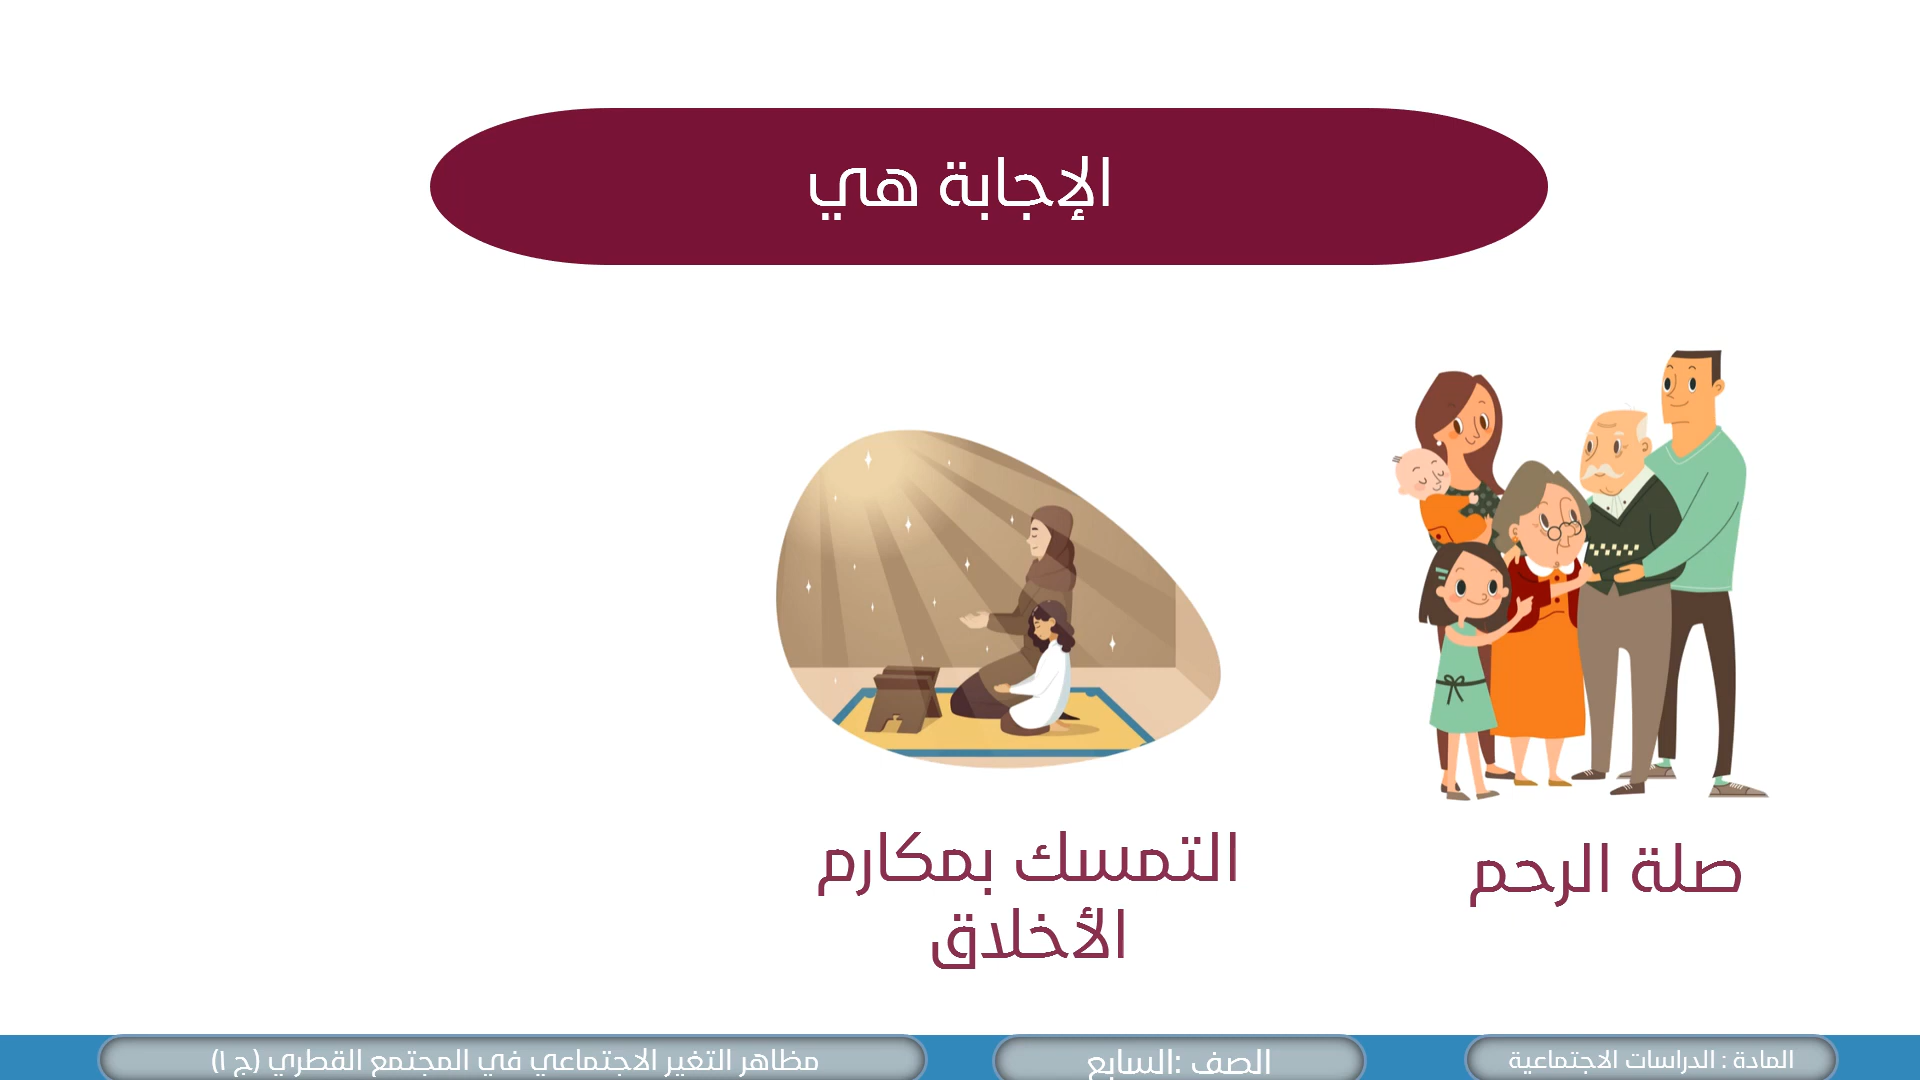 الإجابة هي
صلة الرحم
التمسك بمكارم
الأخلاق
المادة : الدراسات الاجتماعية
الصف :السابع
مظاهر التغير الاجتماعي في المجتمع القطري (ج ١)